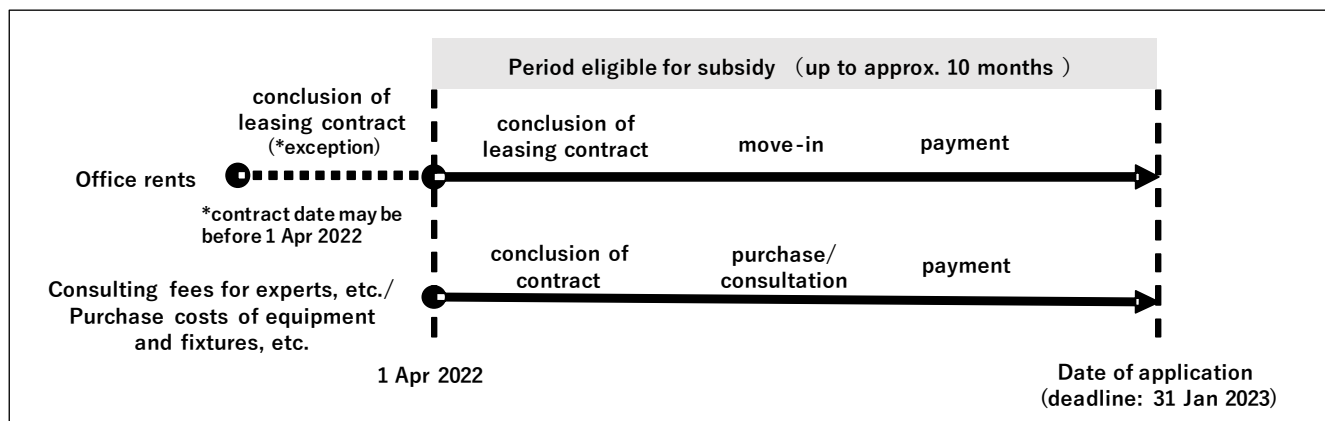 Period eligible for subsidy （up to approx. 10 months ）
conclusion of
leasing contract
(*exception)
conclusion of
leasing contract
move-in
payment
Office rents
*contract date may be
before 1 Apr 2022
conclusion of
contract
purchase/
consultation
payment
Consulting fees for experts, etc./
Purchase costs of equipment
and fixtures, etc.
1 Apr 2022
Date of application
(deadline: 31 Jan 2023)